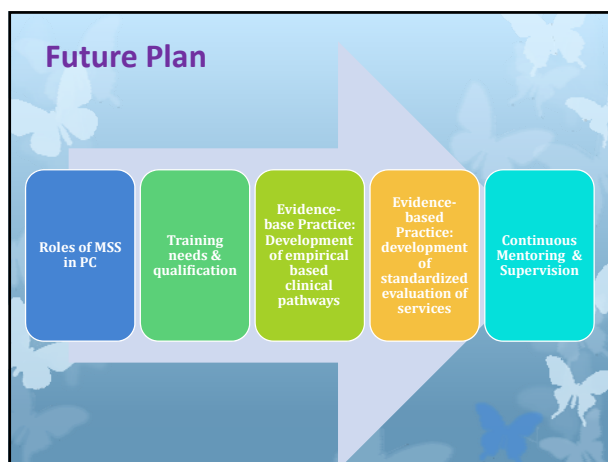 Future Plan
Roles of MSS
in PC
Training
needs &
qualification
Evidence-
base Practice:
Development
of empirical
based
clinical
pathways
Evidence-
based
Practice:
development
of
standardized
evaluation of
services
Continuous
Mentoring &
Supervision